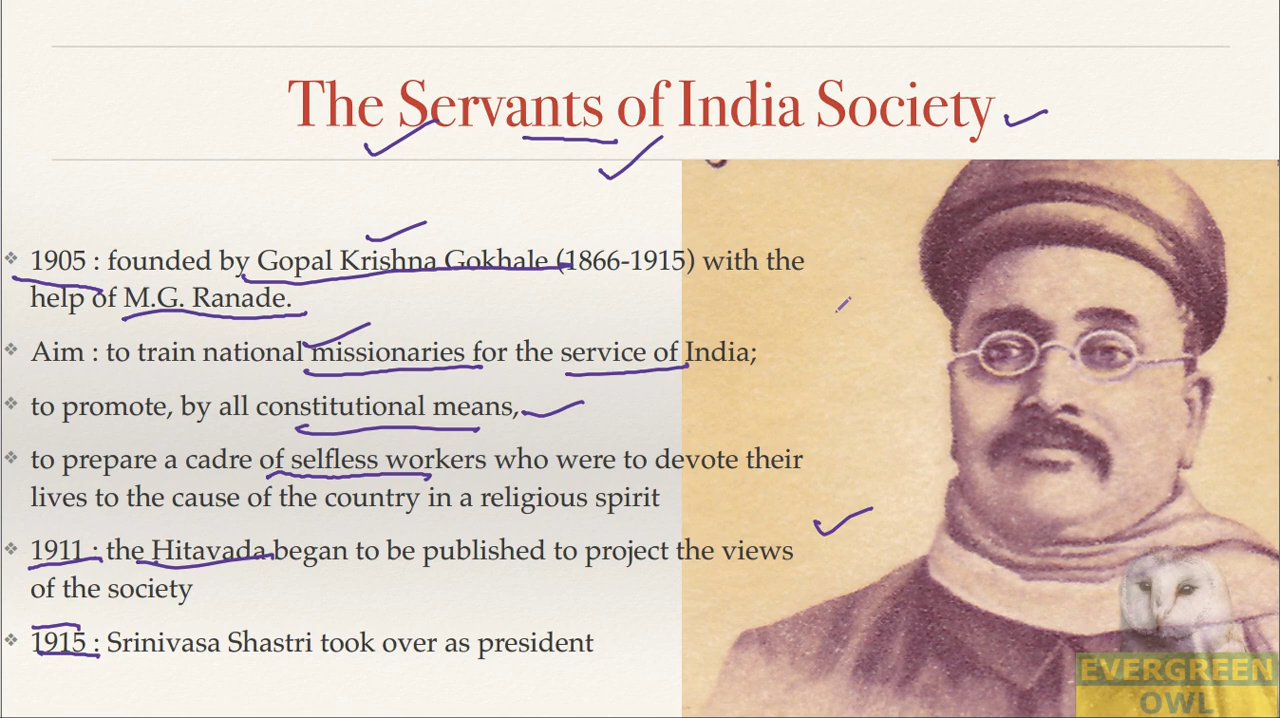 The Servants of India Society
❖ 1905 : founded by Gopal Krishna Gokhale (1866-1915) with the
help of M.G. Ranade.
❖ Aim : to train national missionaries for the service of India;
❖ to promote, by all constitutional means,
❖ to prepare a cadre of selfless workers who were to devote their
lives to the cause of the country in a religious spirit
❖ 1911 : the Hitavada began to be published to project the views
of the society
❖ 1915 : Srinivasa Shastri took over as president
EVERGREEN
OWL